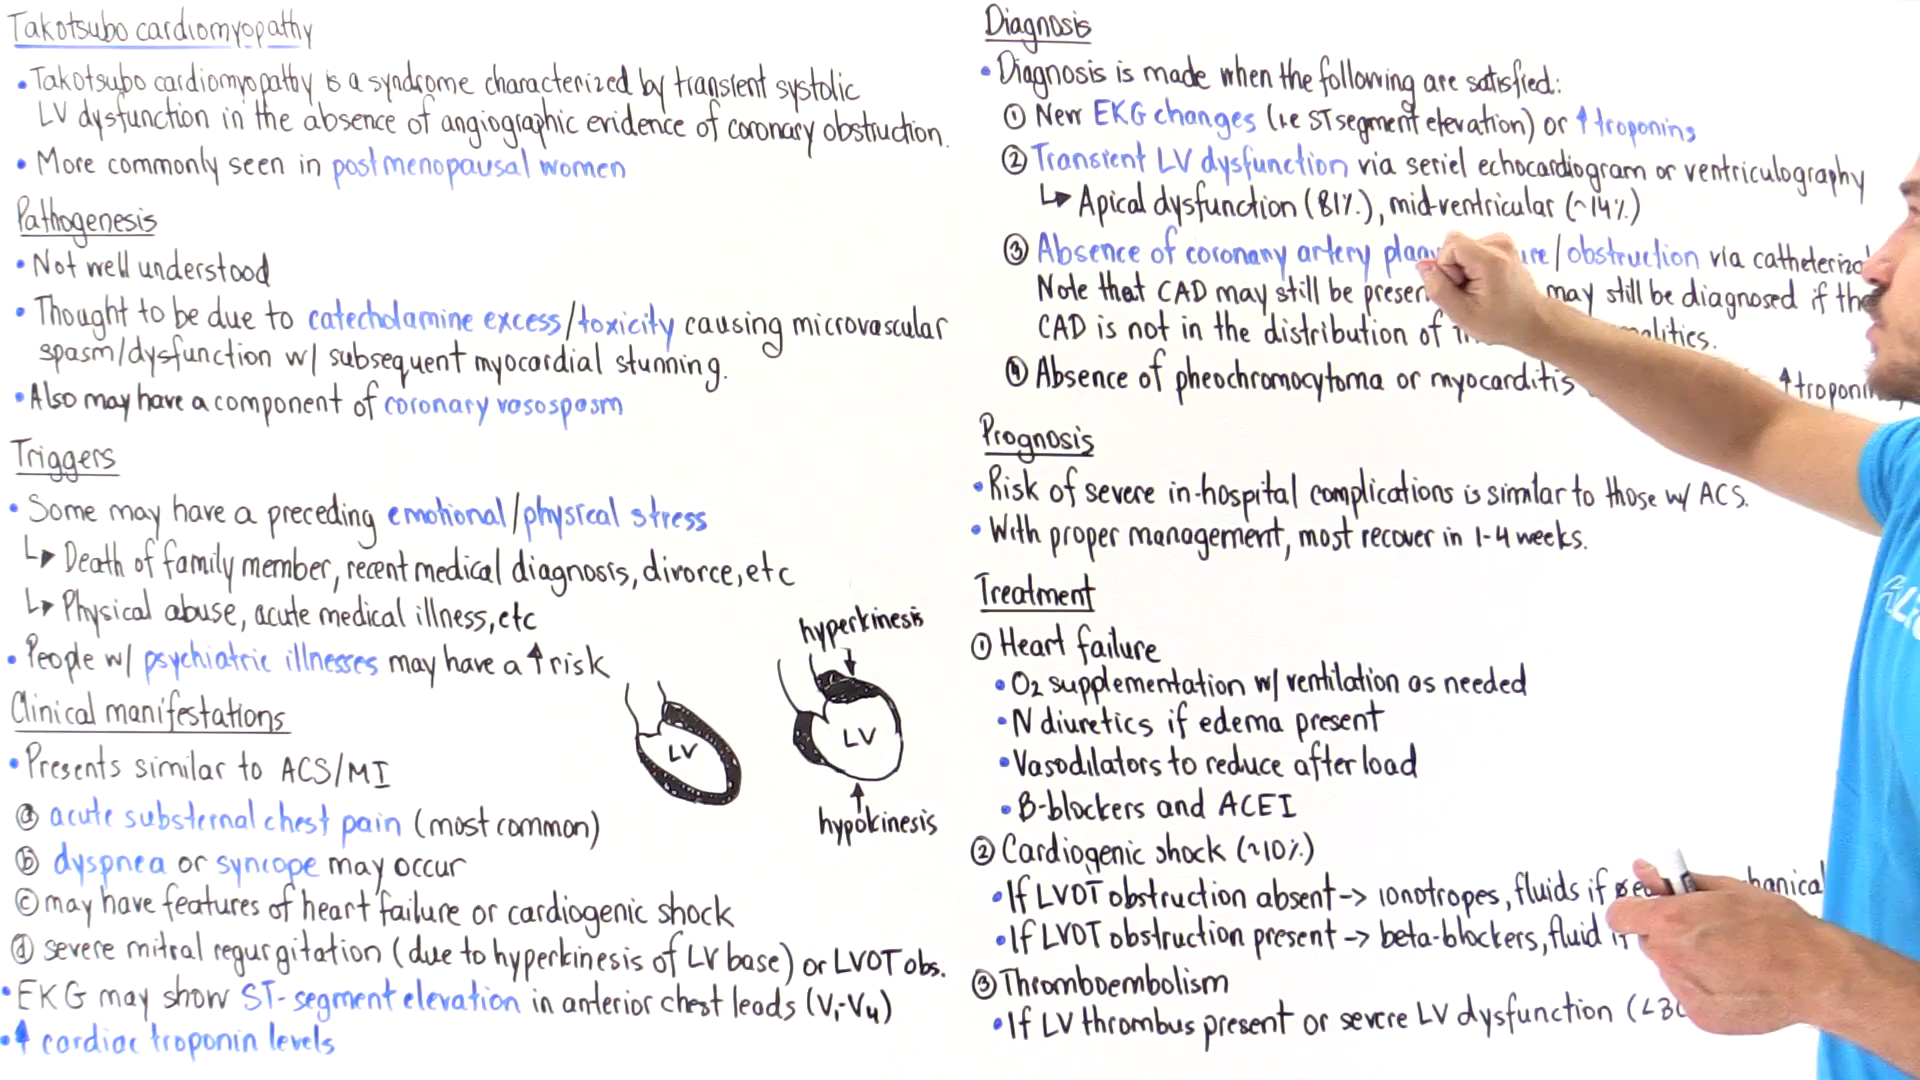 Takotsubo cardiomyopathy
• Takotsubo cardiomyopathy is a syndrome characterized by transient systolic
LV dysfunction in the absence of angiographic evidence of coronary obstruction.
• More commonly seen in postmenopausal women
Pathogenesis
• Not well understood
• Thought to be due to catecholamine excess/toxicity causing microvascular
spasm/dysfunction w/ subsequent myocardial stunning.
• Also may have a component of coronary vasospasm
Triggers
• Some may have a preceding emotional/physical stress
↳ Death of family member, recent medical diagnosis, divorce, etc
↳ Physical abuse, acute medical illness, etc
• People w/ psychiatric illnesses may have a ↑ risk
Clinical manifestations
• Presents similar to ACS/MI
ⓐ acute substernal chest pain (most common)
ⓑ dyspnea or syncope may occur
ⓒ may have features of heart failure or cardiogenic shock
ⓓ severe mitral regurgitation (due to hyperkinesis of LV base) or LVOT obs.
• EKG may show ST-segment elevation in anterior chest leads (V1-V4)
• ↑ cardiac troponin levels
LV
hyperkinesis
LV
hypokinesis
Diagnosis
• Diagnosis is made when the following are satisfied:
① New EKG changes (i.e ST segment elevation) or ↑ troponins
② Transient LV dysfunction via seriel echocardiogram or ventriculography
↳ Apical dysfunction (81%), mid-ventricular (~14%)
③ Absence of coronary artery /obstruction via
Note that CAD may still be may still be diagnosed if
CAD is not in the distribution of
④ Absence of pheochromocytoma or myocarditis ↑
Prognosis
• Risk of severe in-hospital complications is similar to those w/ ACS.
• With proper management, most recover in 1-4 weeks.
Treatment
① Heart failure
• O2 supplementation w/ ventilation as needed
• IV diuretics if edema present
• Vasodilators to reduce afterload
• B-blockers and ACEI
② Cardiogenic shock (~10%)
• If LVOT obstruction absent -> ionotropes, fluids if
• If LVOT obstruction present -> beta-blockers, fluid
③ Thromboembolism
• If LV thrombus present or severe LV dysfunction